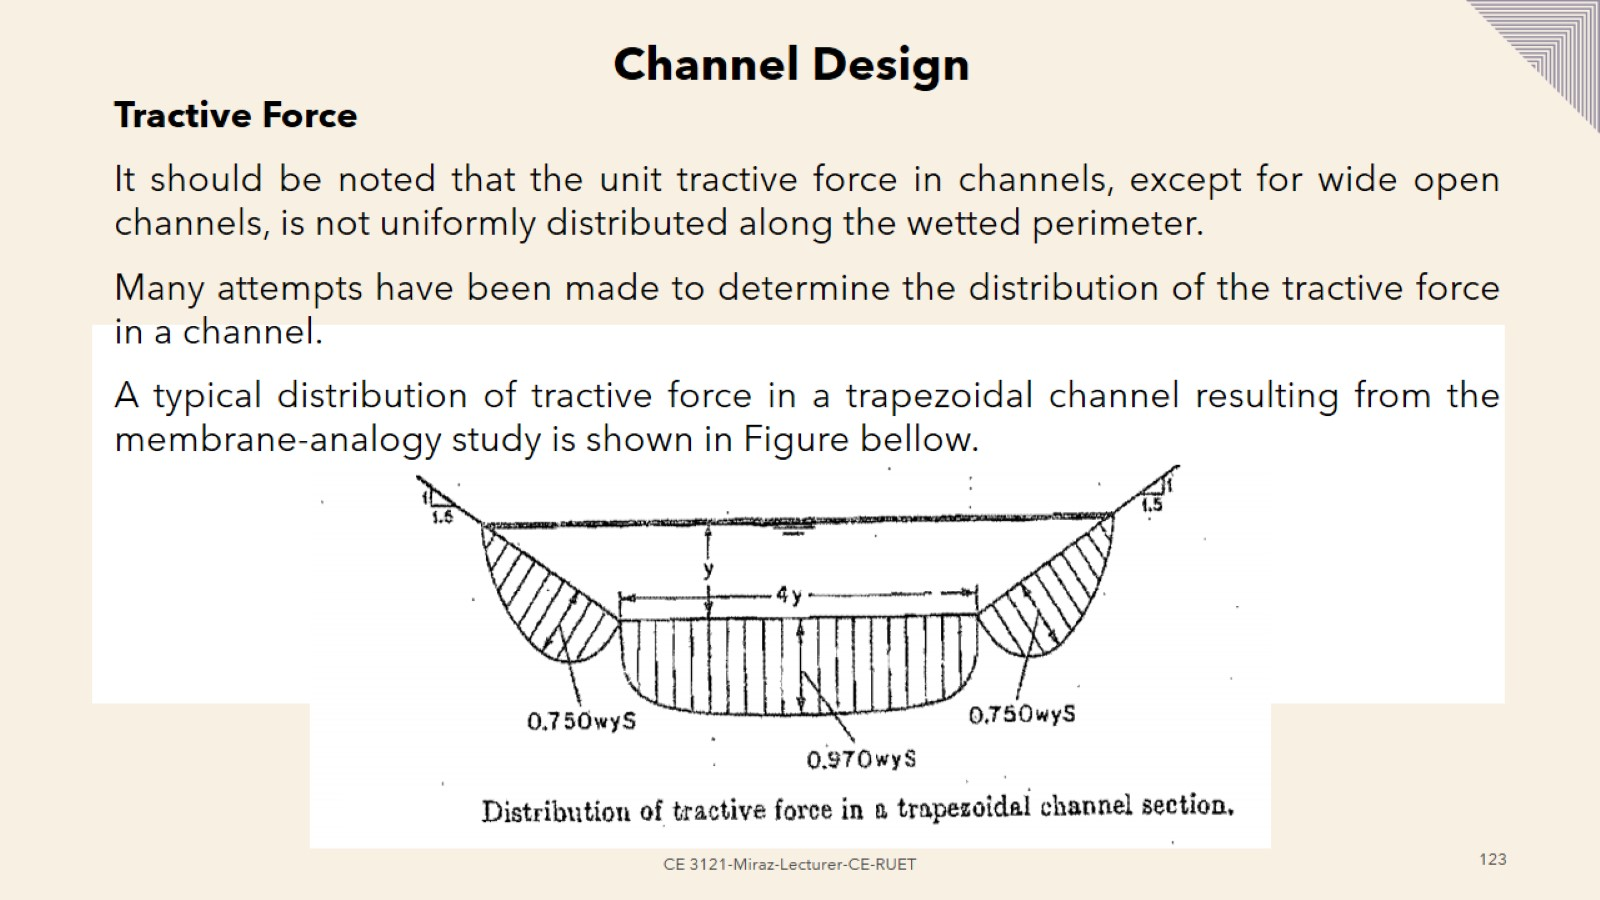 Channel Design
Tractive Force
It should be noted that the unit tractive force in channels, except for wide open
channels, is not uniformly distributed along the wetted perimeter.
Many attempts have been made to determine the distribution of the tractive force
in a channel.
A typical distribution of tractive force in a trapezoidal channel resulting from the
membrane-analogy study is shown in Figure bellow.
1
1.5
1
1.5
y
4y
0.750wyS
0.750wyS
0.970wyS
Distribution of tractive force in a trapezoidal channel section.
CE 3121-Miraz-Lecturer-CE-RUET
123